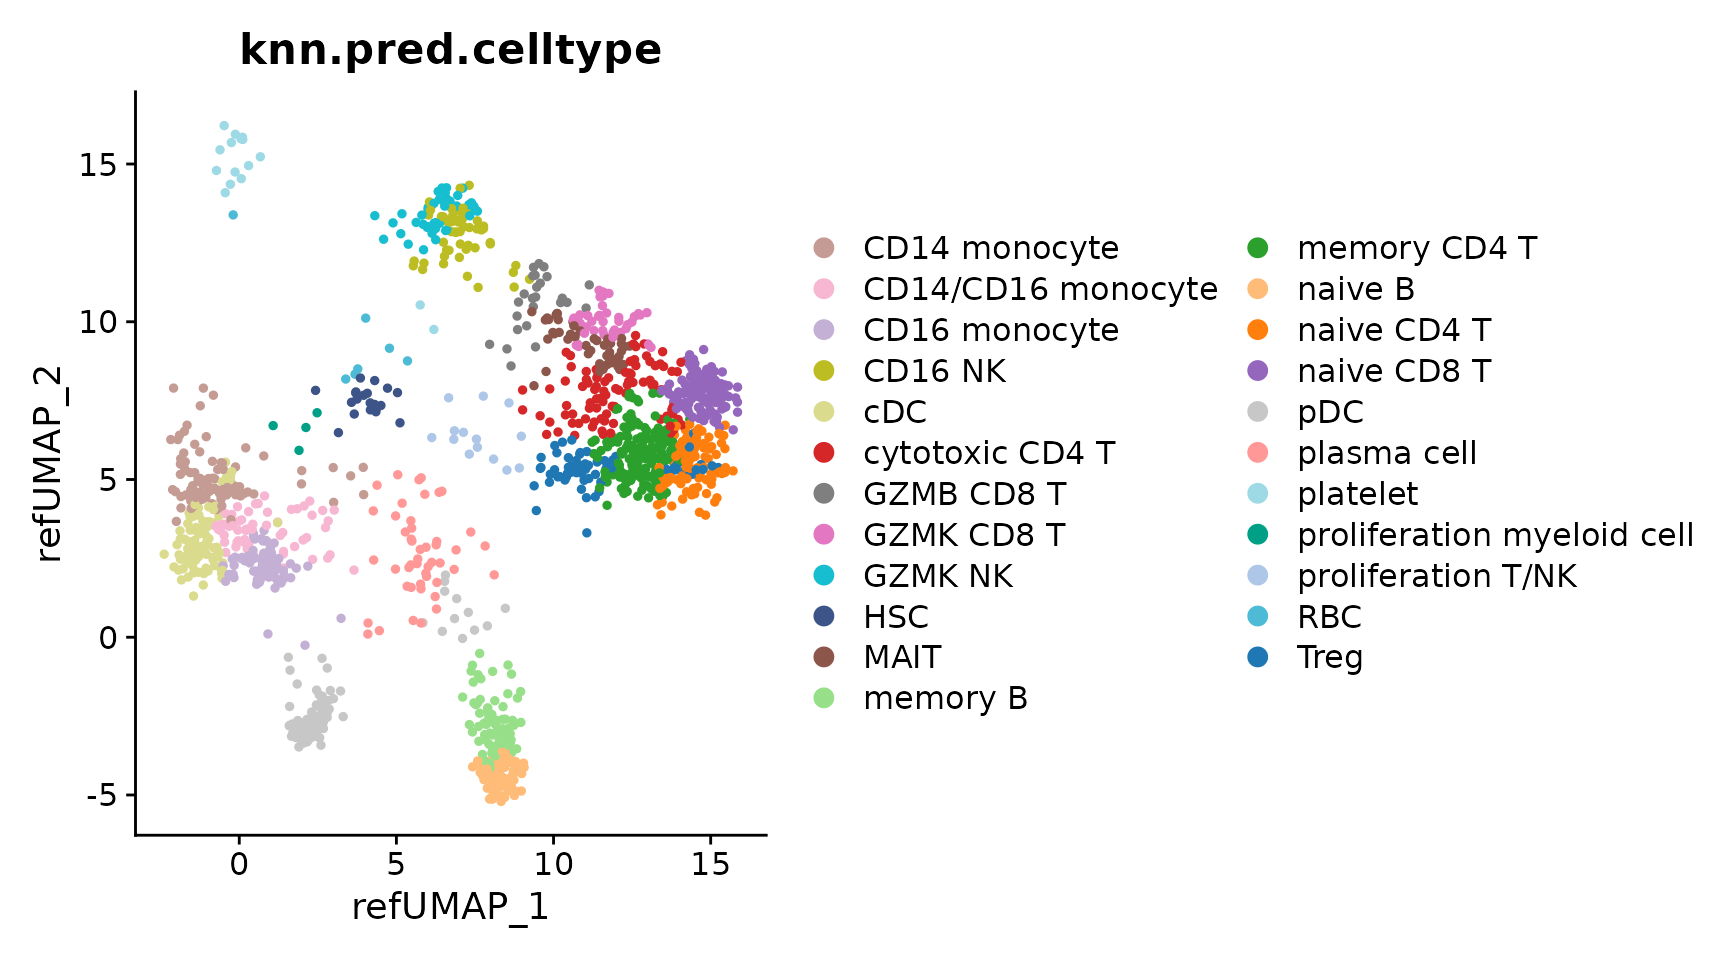 knn.pred.celltype
refUMAP_2
15
10
5
0
-5
0 5 10 15
refUMAP_1
CD14 monocyte
CD14/CD16 monocyte
CD16 monocyte
CD16 NK
cDC
cytotoxic CD4 T
GZMB CD8 T
GZMK CD8 T
GZMK NK
HSC
MAIT
memory B
memory CD4 T
naive B
naive CD4 T
naive CD8 T
pDC
plasma cell
platelet
proliferation myeloid cell
proliferation T/NK
RBC
Treg